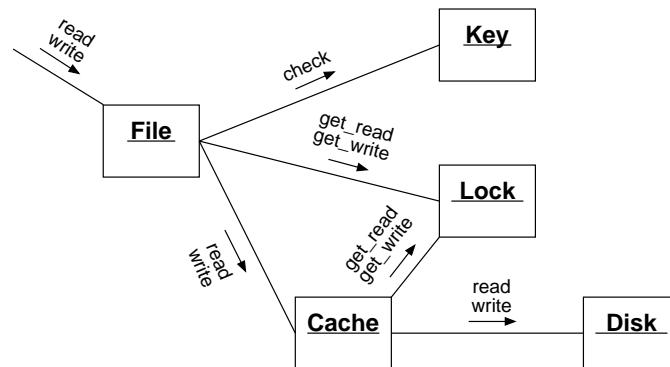 read
write
Key
check
File
get_read
get_write
Lock
get_read
get_write
read
write
read
write
Cache
Disk